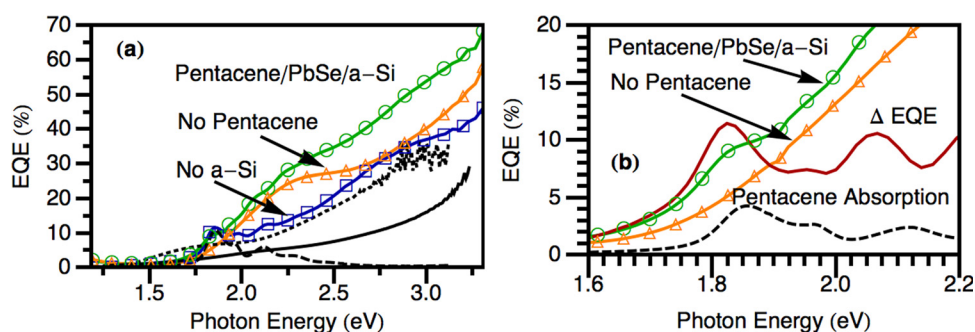 (a)
Pentacene/PbSe/a-Si
No Pentacene
No a-Si
EQE (%)
70
60
50
40
30
20
10
0
1.5
2.0
2.5
3.0
Photon Energy (eV)
Pentacene/PbSe/a-Si
No Pentacene
Δ EQE
(b)
Pentacene Absorption
EQE (%)
20
15
10
5
0
1.6
1.8
2.0
2.2
Photon Energy (eV)